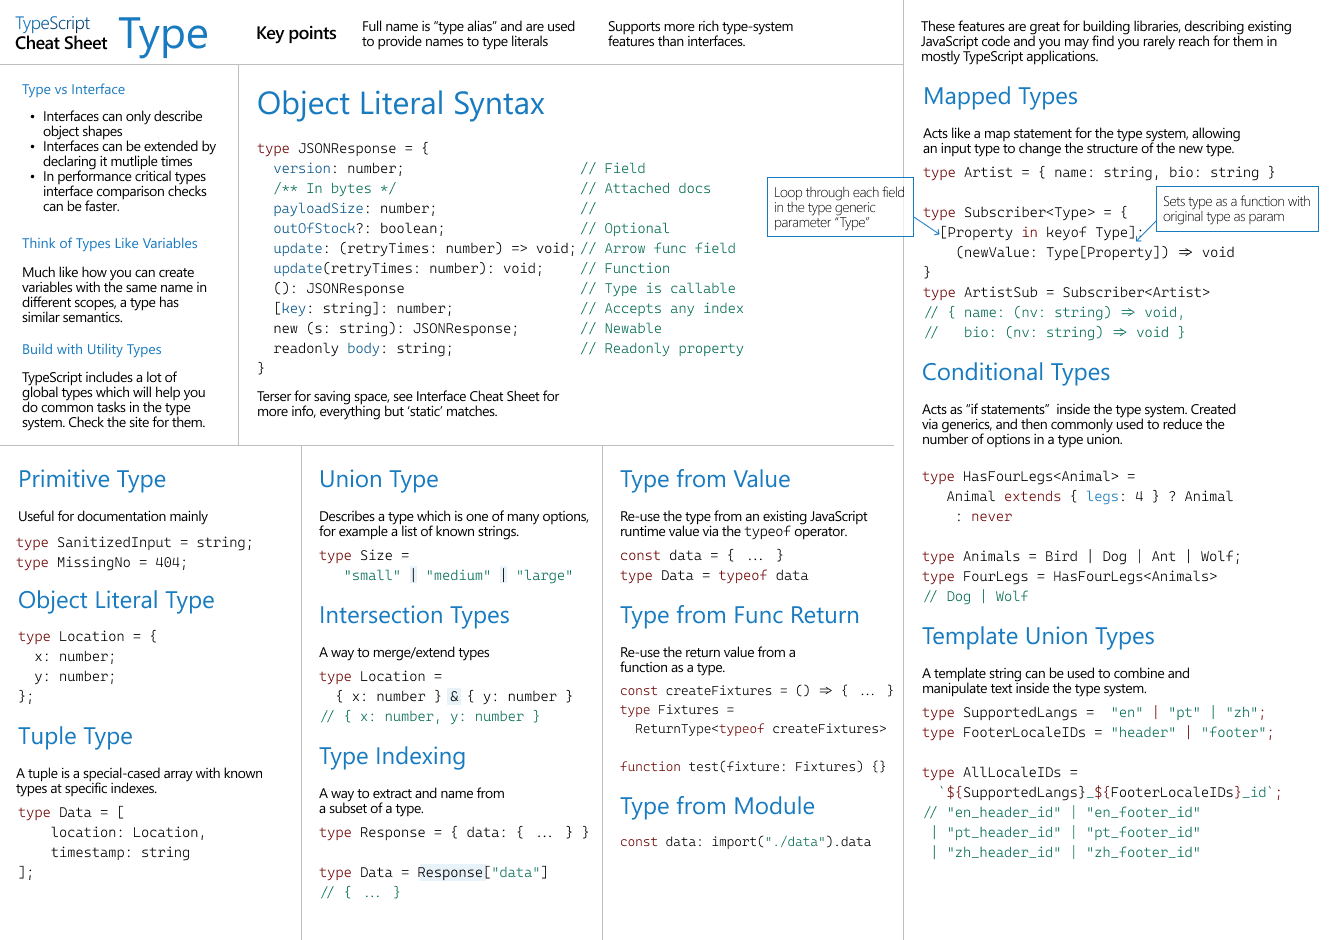 TypeScript
Cheat Sheet
Type
Key points
Full name is “type alias” and are used
to provide names to type literals
Supports more rich type-system
features than interfaces.
Type vs Interface
• Interfaces can only describe
object shapes
• Interfaces can be extended by
declaring it mutliple times
• In performance critical types
interface comparison checks
can be faster.
Think of Types Like Variables
Much like how you can create
variables with the same name in
different scopes, a type has
similar semantics.
Build with Utility Types
TypeScript includes a lot of
global types which will help you
do common tasks in the type
system. Check the site for them.
Object Literal Syntax
type JSONResponse = {
version: number; // Field
/** In bytes */ // Attached docs
payloadSize: number; //
outOfStock?: boolean; // Optional
update: (retryTimes: number) => void; // Arrow func field
update(retryTimes: number): void; // Function
(): JSONResponse // Type is callable
[key: string]: number; // Accepts any index
new (s: string): JSONResponse; // Newable
readonly body: string; // Readonly property
}
Terser for saving space, see Interface Cheat Sheet for
more info, everything but ‘static’ matches.
Primitive Type
Useful for documentation mainly
type SanitizedInput = string;
type MissingNo = 404;
Object Literal Type
type Location = {
x: number;
y: number;
};
Tuple Type
A tuple is a special-cased array with known
types at specific indexes.
type Data = [
location: Location,
timestamp: string
];
Union Type
Describes a type which is one of many options,
for example a list of known strings.
type Size =
"small" | "medium" | "large"
Intersection Types
A way to merge/extend types
type Location =
{ x: number } & { y: number }
// { x: number, y: number }
Type Indexing
A way to extract and name from
a subset of a type.
type Response = { data: { ... } }
type Data = Response["data"]
// { ... }
Type from Value
Re-use the type from an existing JavaScript
runtime value via the typeof operator.
const data = { ... }
type Data = typeof data
Type from Func Return
Re-use the return value from a
function as a type.
const createFixtures = () => { ... }
type Fixtures =
ReturnType<typeof createFixtures>
function test(fixture: Fixtures) {}
Type from Module
const data: import("./data").data
These features are great for building libraries, describing existing
JavaScript code and you may find you rarely reach for them in
mostly TypeScript applications.
Mapped Types
Acts like a map statement for the type system, allowing
an input type to change the structure of the new type.
type Artist = { name: string, bio: string }
Loop through each field
in the type generic
parameter “Type”
Sets type as a function with
original type as param
type Subscriber<Type> = {
[Property in keyof Type]:
(newValue: Type[Property]) => void
}
type ArtistSub = Subscriber<Artist>
// { name: (nv: string) => void,
// bio: (nv: string) => void }
Conditional Types
Acts as “if statements” inside the type system. Created
via generics, and then commonly used to reduce the
number of options in a type union.
type HasFourLegs<Animal> =
Animal extends { legs: 4 } ? Animal
: never
type Animals = Bird | Dog | Ant | Wolf;
type FourLegs = HasFourLegs<Animals>
// Dog | Wolf
Template Union Types
A template string can be used to combine and
manipulate text inside the type system.
type SupportedLangs = "en" | "pt" | "zh";
type FooterLocaleIDs = "header" | "footer";
type AllLocaleIDs =
`${SupportedLangs}_${FooterLocaleIDs}_id`;
// "en_header_id" | "en_footer_id"
| "pt_header_id" | "pt_footer_id"
| "zh_header_id" | "zh_footer_id"